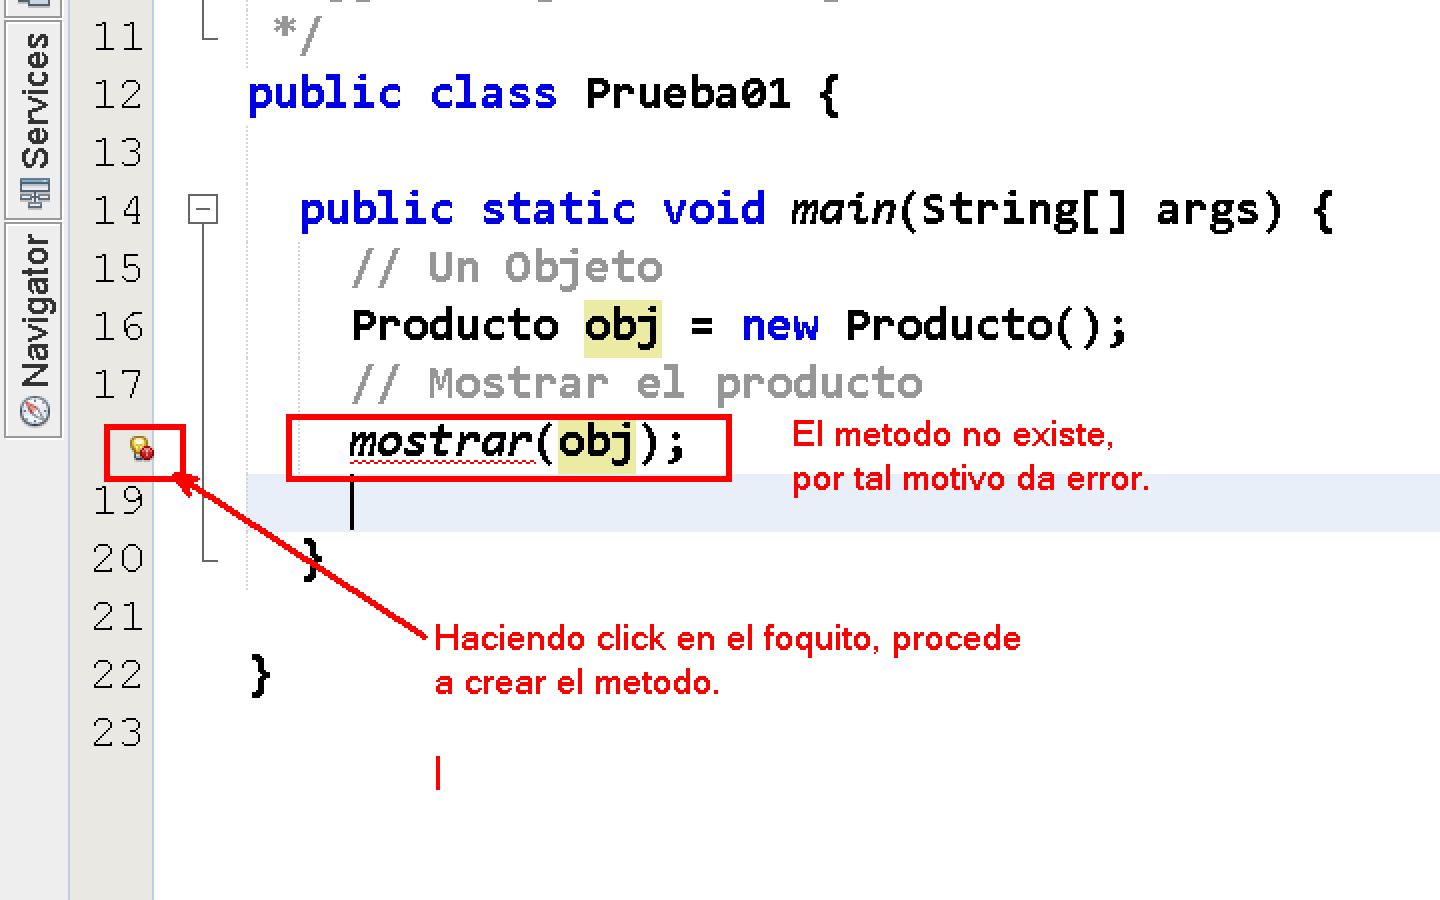 Services
Navigator
11 */
12 public class Prueba01 {
13
14 public static void main(String[] args) {
15 // Un Objeto
16 Producto obj = new Producto();
17 // Mostrar el producto
mostrar(obj);
El metodo no existe,
por tal motivo da error.
19
20 }
21
Haciendo click en el foquito, procede
a crear el metodo.
22 }
23